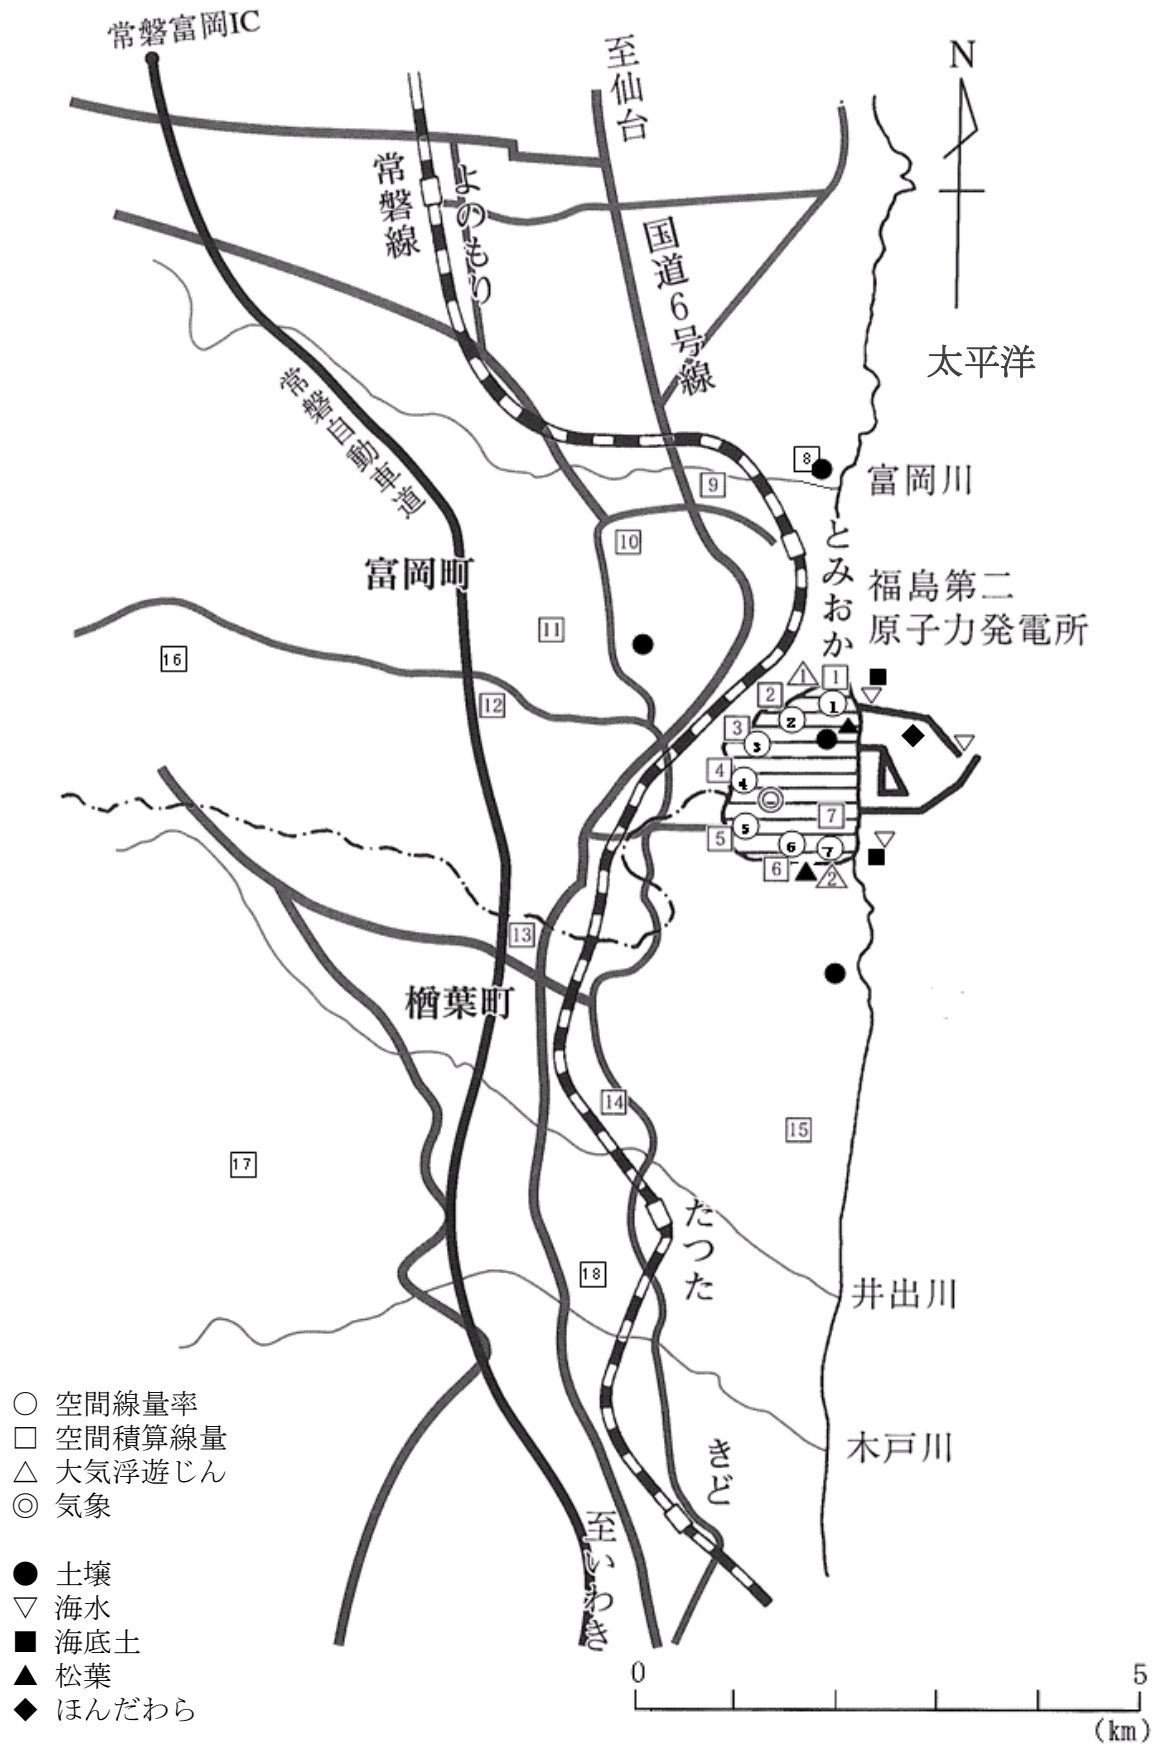 常磐富岡IC
至仙台
N
常磐線
よのもり
国道6号線
太平洋
常磐自動車道
8
富岡川
9
10
とみおか
富岡町
福島第二
原子力発電所
11
16
12
1
1
2
1
2
3
3
4
4
7
5
5
6
6
7
2
13
楢葉町
14
15
17
たつた
18
井出川
木戸川
きど
至いわき
○ 空間線量率
□ 空間積算線量
△ 大気浮遊じん
◎ 気象
● 土壌
▽ 海水
■ 海底土
▲ 松葉
◆ ほんだわら
0 5
(km)